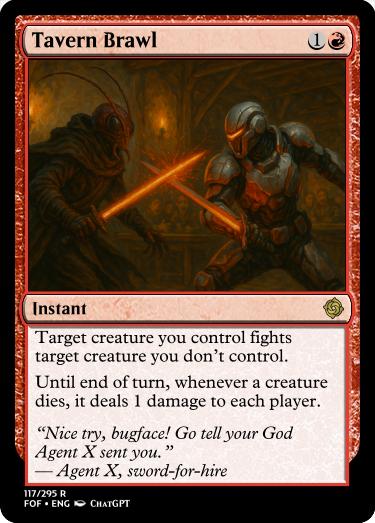 Tavern Brawl 1
Instant
Target creature you control fights
target creature you don’t control.
Until end of turn, whenever a creature
dies, it deals 1 damage to each player.
“Nice try, bugface! Go tell your God
Agent X sent you.”
— Agent X, sword-for-hire
117/295 R
FOF • ENG ChatGPT